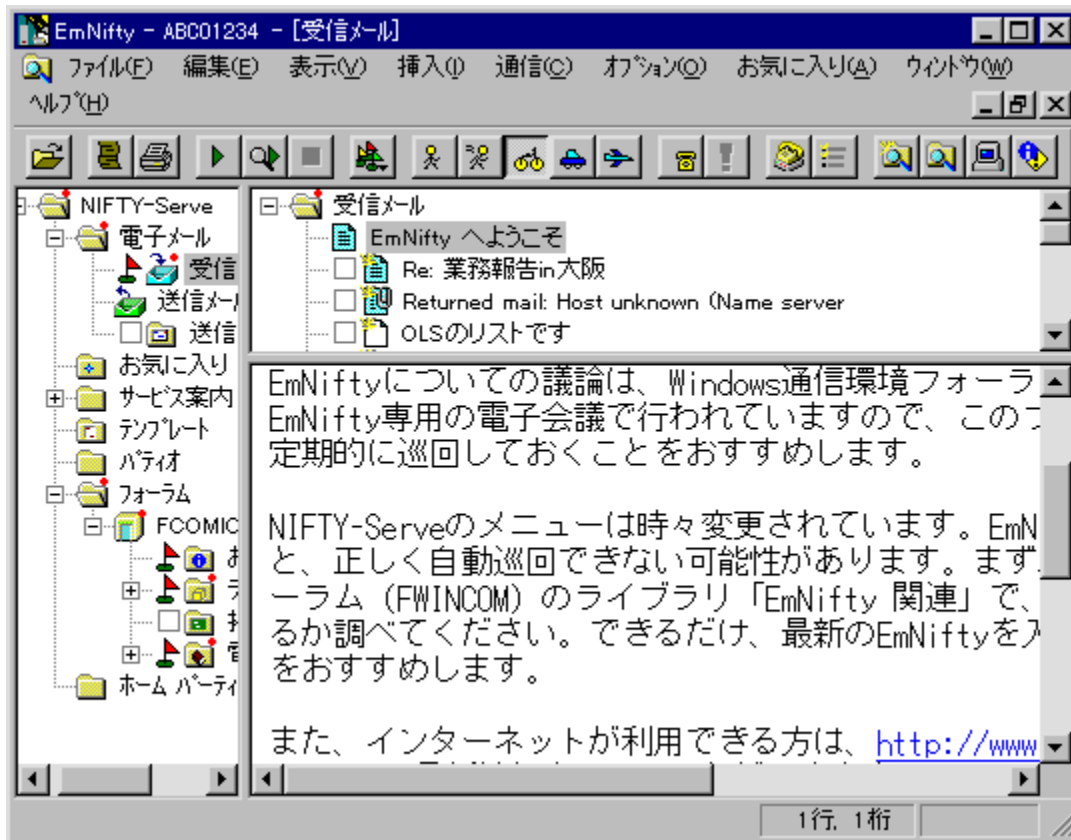 EmNifty - ABC01234 - [受信ﾒｰﾙ]
ﾌｧｲﾙ(F) 編集(E) 表示(V) 挿入(I) 通信(C) ｵﾌﾟｼｮﾝ(O) お気に入り(A) ｳｨﾝﾄﾞｳ(W)
ﾍﾙﾌﾟ(H)
NIFTY-Serve
電子ﾒｰﾙ
受信
送信ﾒｰﾙ
送信
お気に入り
ｻｰﾋﾞｽ案内
ﾃﾝﾌﾟﾚｰﾄ
ﾊﾟﾃｨｵ
ﾌｫｰﾗﾑ
FCOMIC
お
ﾗ
電
ﾎｰﾑ ﾊﾟｰﾃｨ
受信ﾒｰﾙ
EmNifty へようこそ
Re: 業務報告in大阪
Returned mail: Host unknown (Name server
OLSのリストです
EmNiftyについての議論は、Windows通信環境フォーラ
EmNifty専用の電子会議で行われていますので、このフ
定期的に巡回しておくことをおすすめします。
NIFTY-Serveのメニューは時々変更されています。EmN
と、正しく自動巡回できない可能性があります。まず
ーラム (FWINCOM) のライブラリ「EmNifty 関連」で、
るか調べてください。できるだけ、最新のEmNiftyを入
をおすすめします。
また、インターネットが利用できる方は、http://www
1行, 1桁